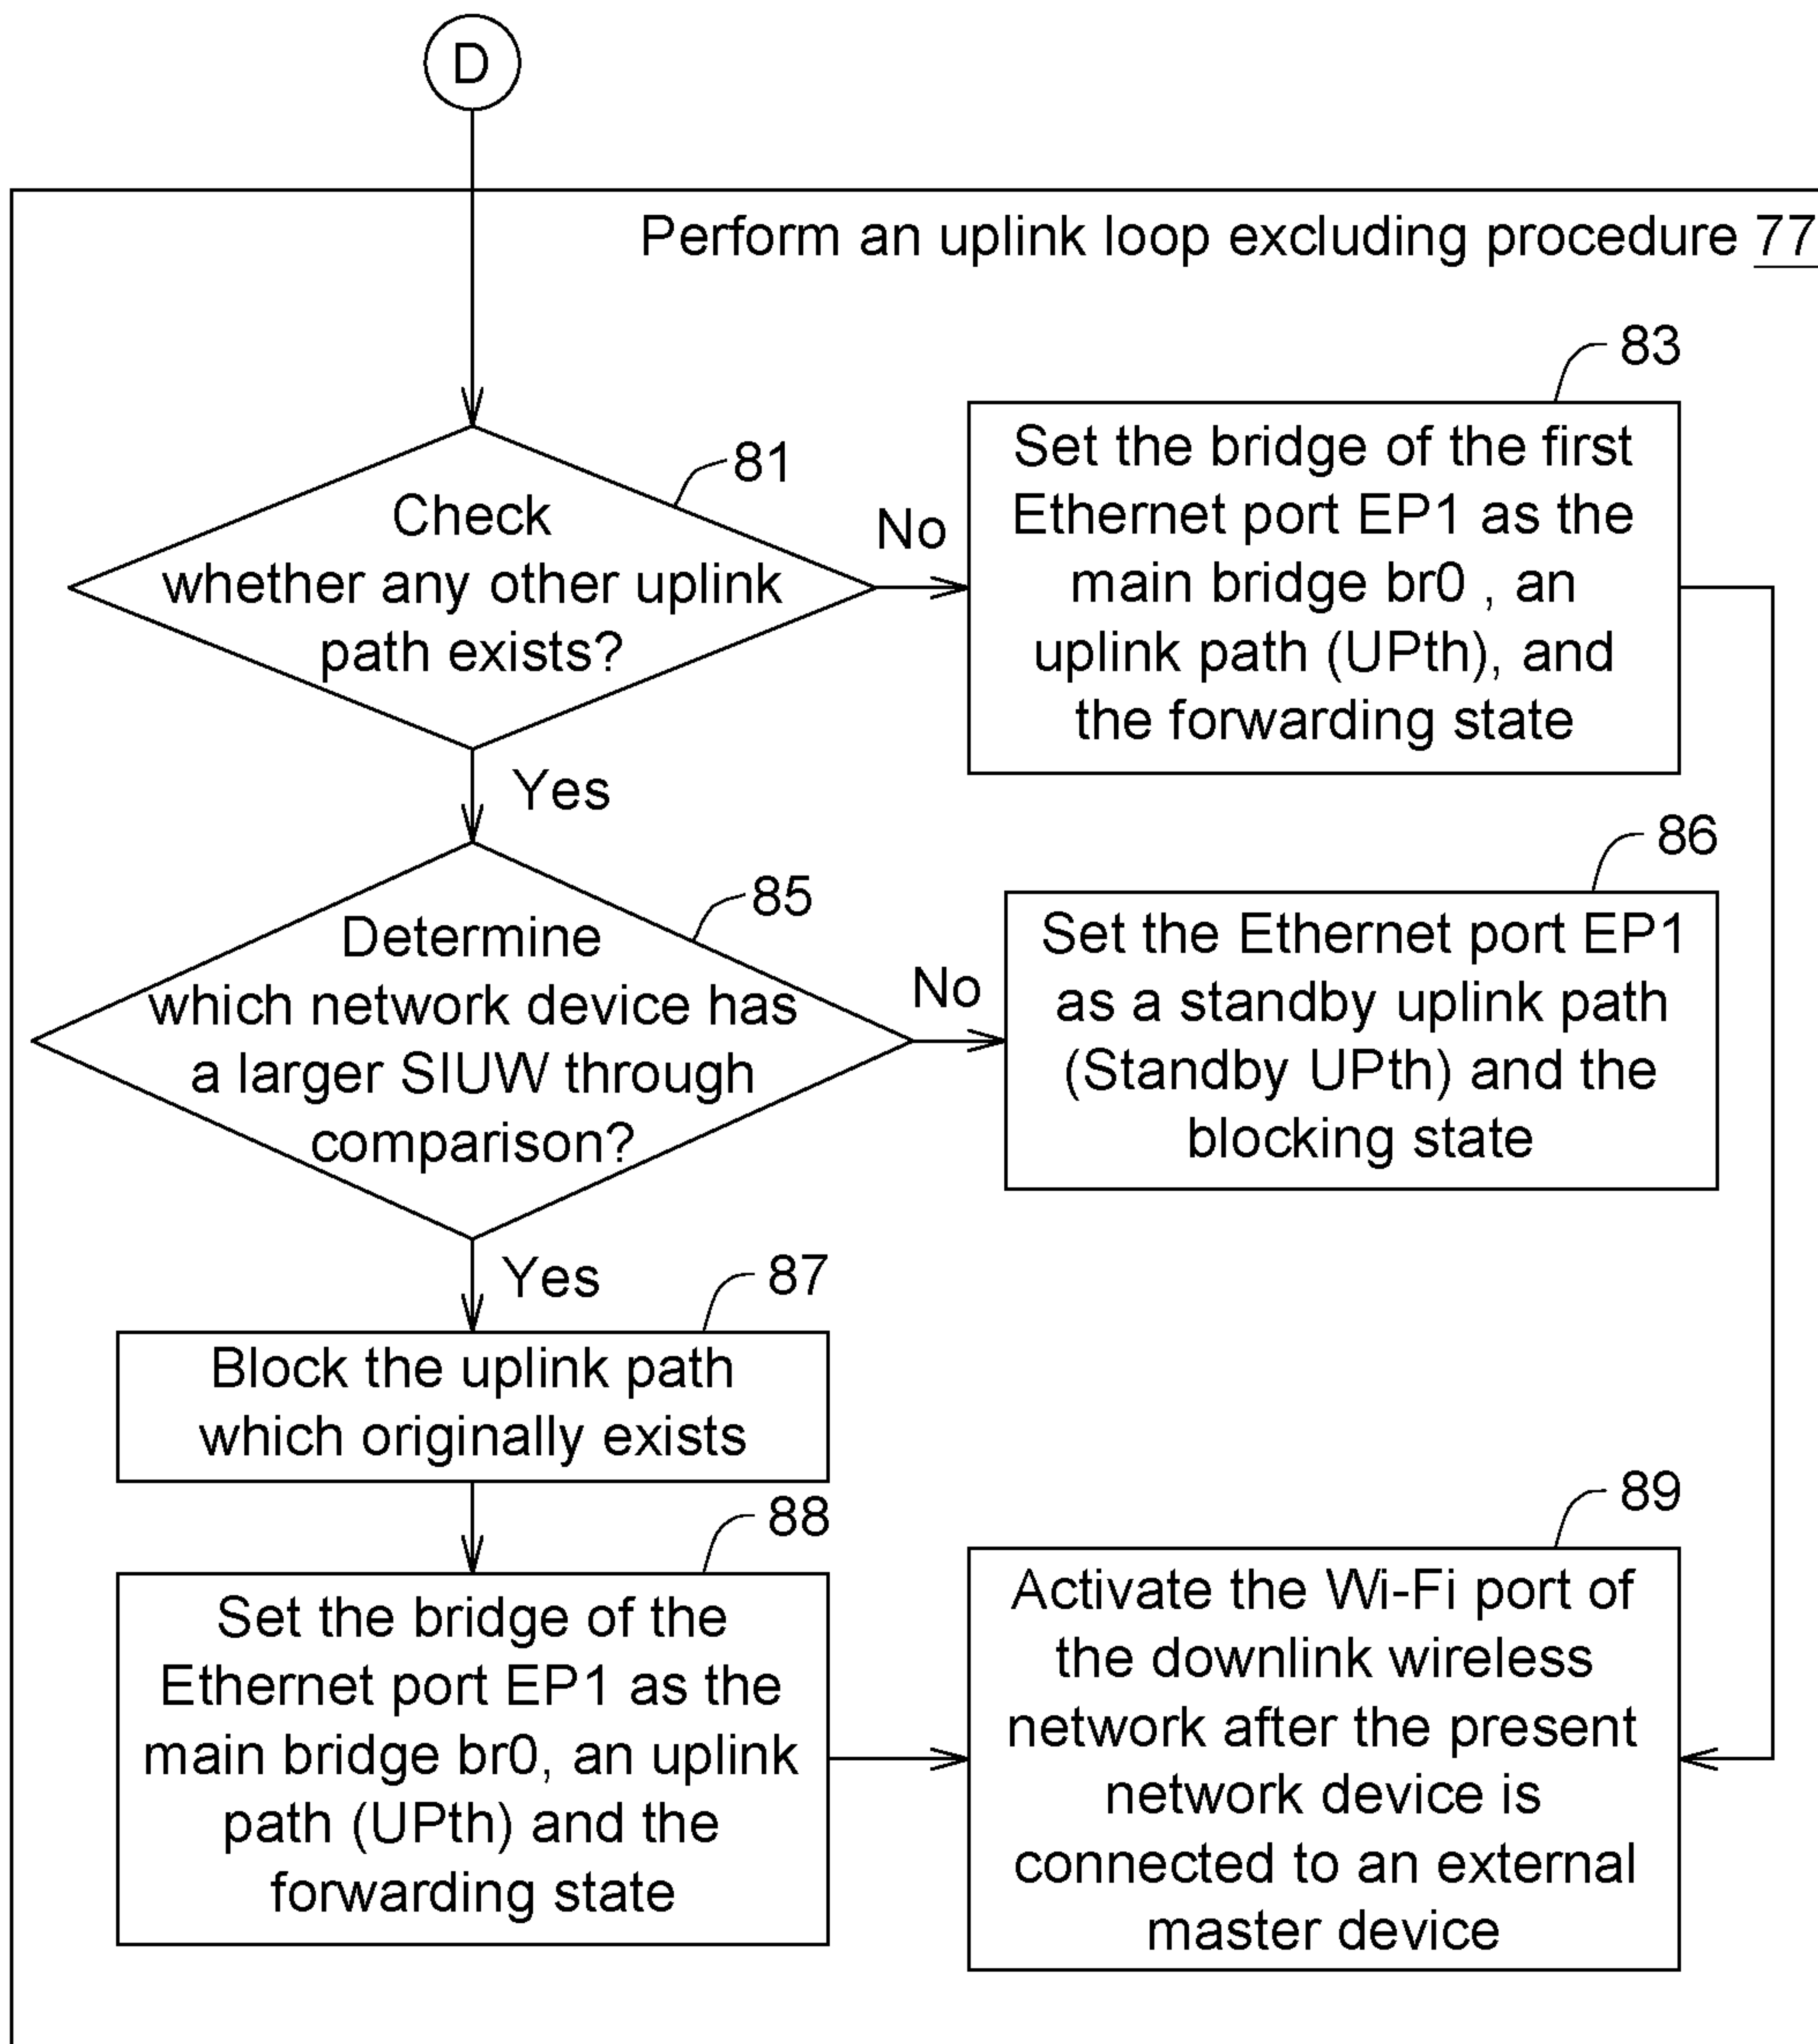 D
Perform an uplink loop excluding procedure 77
81
Check
whether any other uplink
path exists?
No
83
Set the bridge of the first
Ethernet port EP1 as the
main bridge br0 , an
uplink path (UPth), and
the forwarding state
Yes
85
Determine
which network device has
a larger SIUW through
comparison?
No
86
Set the Ethernet port EP1
as a standby uplink path
(Standby UPth) and the
blocking state
Yes
87
Block the uplink path
which originally exists
88
Set the bridge of the
Ethernet port EP1 as the
main bridge br0, an uplink
path (UPth) and the
forwarding state
89
Activate the Wi-Fi port of
the downlink wireless
network after the present
network device is
connected to an external
master device